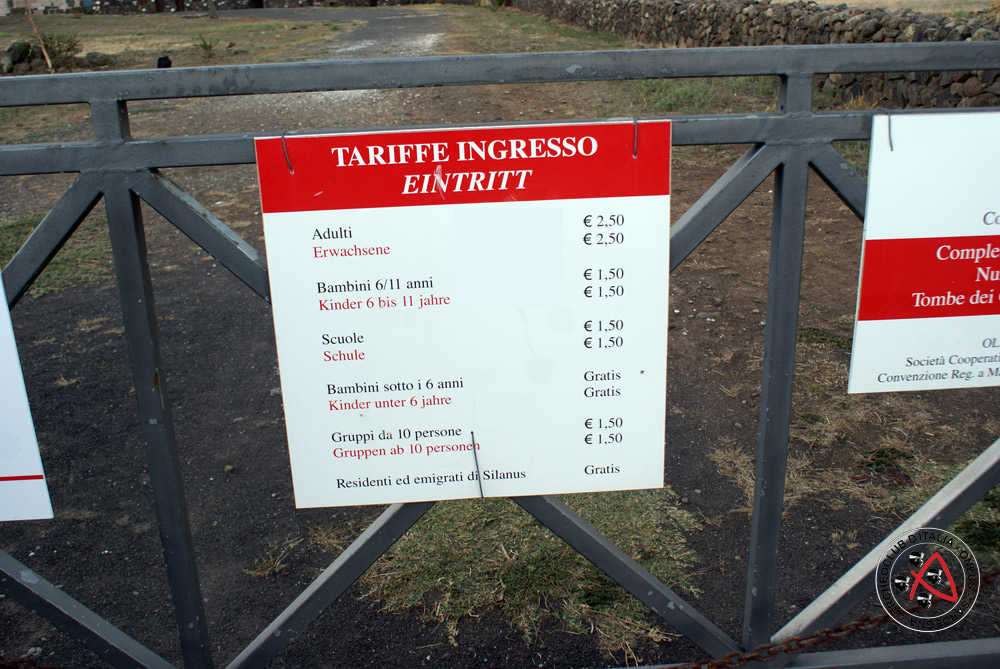 TARIFFE INGRESSO
EINTRITT
Adulti € 2,50
Erwachsene € 2,50
Bambini 6/11 anni € 1,50
Kinder 6 bis 11 jahre € 1,50
Scuole € 1,50
Schule € 1,50
Bambini sotto i 6 anni Gratis
Kinder unter 6 jahre Gratis
Gruppi da 10 persone € 1,50
Gruppen ab 10 personen € 1,50
Residenti ed emigrati di Silanus Gratis
Co
Comple
Nu
Tombe dei
OL
Società Cooperati
Convenzione Reg. a M